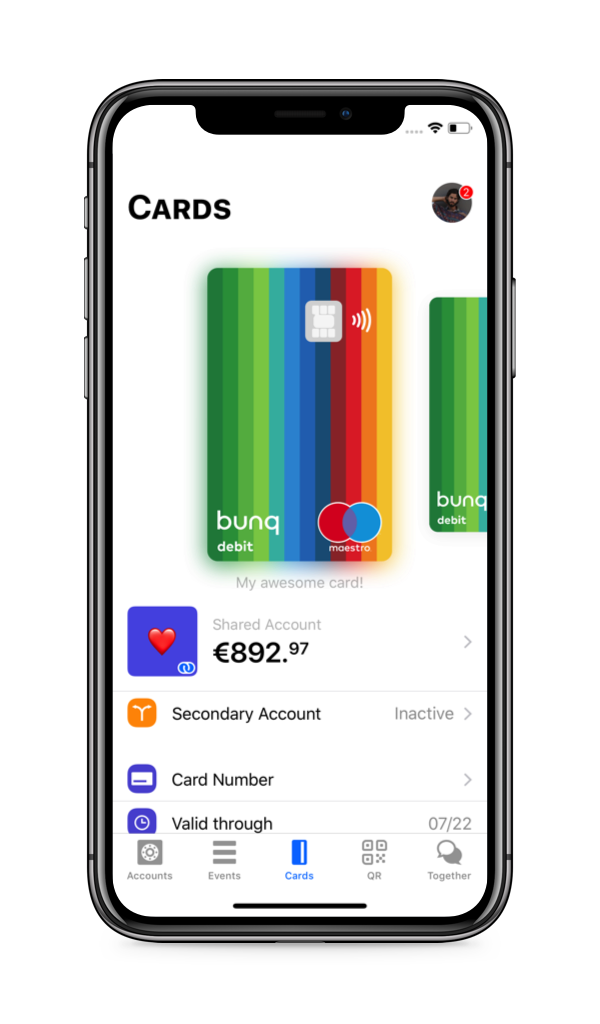 CARDS
2
bunq
debit
maestro
bunq
debit
My awesome card!
Shared Account
€892.97
Secondary Account
Inactive
Card Number
Valid through
07/22
Accounts
Events
Cards
QR
Together